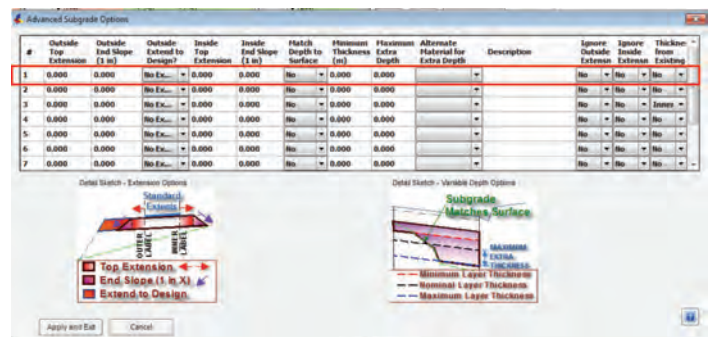 Advanced Subgrade Options
# Outside Top Extension Outside End Slope (1 in) Outside Extend to Design? Inside Top Extension Inside End Slope (1 in) Match Depth to Surface Minimum Thickness (m) Maximum Extra Depth Alternate Material for Extra Depth Description Ignore Outside Extensn Ignore Inside Extensn Thicknes from Existing
1 0.000 0.000 No Ex... 0.000 0.000 No 0.000 0.000 No No No
2 0.000 0.000 No Ex... 0.000 0.000 No 0.000 0.000 No No No
3 0.000 0.000 No Ex... 0.000 0.000 No 0.000 0.000 No No Inner
4 0.000 0.000 No Ex... 0.000 0.000 No 0.000 0.000 No No No
5 0.000 0.000 No Ex... 0.000 0.000 No 0.000 0.000 No No No
6 0.000 0.000 No Ex... 0.000 0.000 No 0.000 0.000 No No No
7 0.000 0.000 No Ex... 0.000 0.000 No 0.000 0.000 No No No
Detail Sketch - Extension Options
Standard
Extents
OUTER LABEL
INNER LABEL
Top Extension
End Slope (1 in X)
Extend to Design
Detail Sketch - Variable Depth Options
Subgrade
Matches Surface
MAXIMUM
EXTRA
THICKNESS
Minimum Layer Thickness
Nominal Layer Thickness
Maximum Layer Thickness
Apply and Exit
Cancel